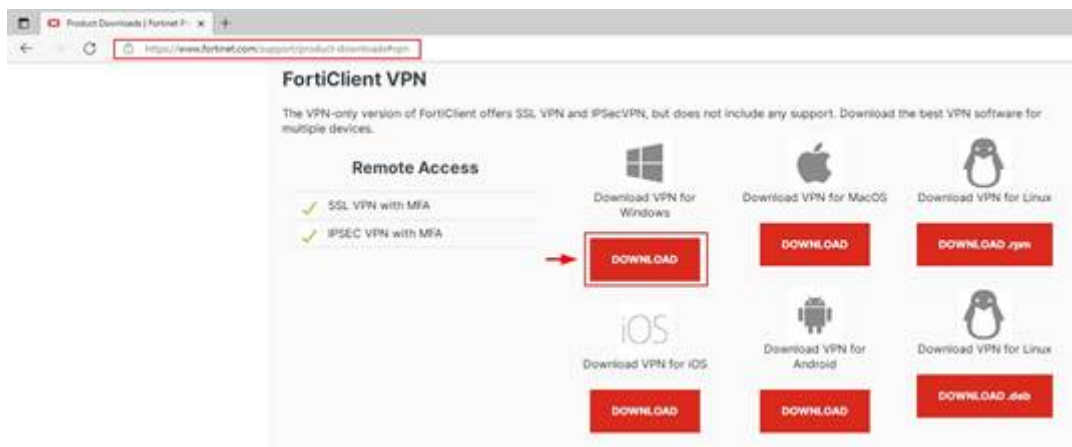 Product Downloads | Fortinet P
https://www.fortinet.com/support/product-downloads#vpn
FortiClient VPN
The VPN-only version of FortiClient offers SSL VPN and IPSecVPN, but does not include any support. Download the best VPN software for
multiple devices.
Remote Access
SSL VPN with MFA
IPSEC VPN with MFA
Download VPN for
Windows
DOWNLOAD
Download VPN for MacOS
DOWNLOAD
Download VPN for Linux
DOWNLOAD .rpm
iOS
Download VPN for iOS
DOWNLOAD
Download VPN for
Android
DOWNLOAD
Download VPN for Linux
DOWNLOAD .deb